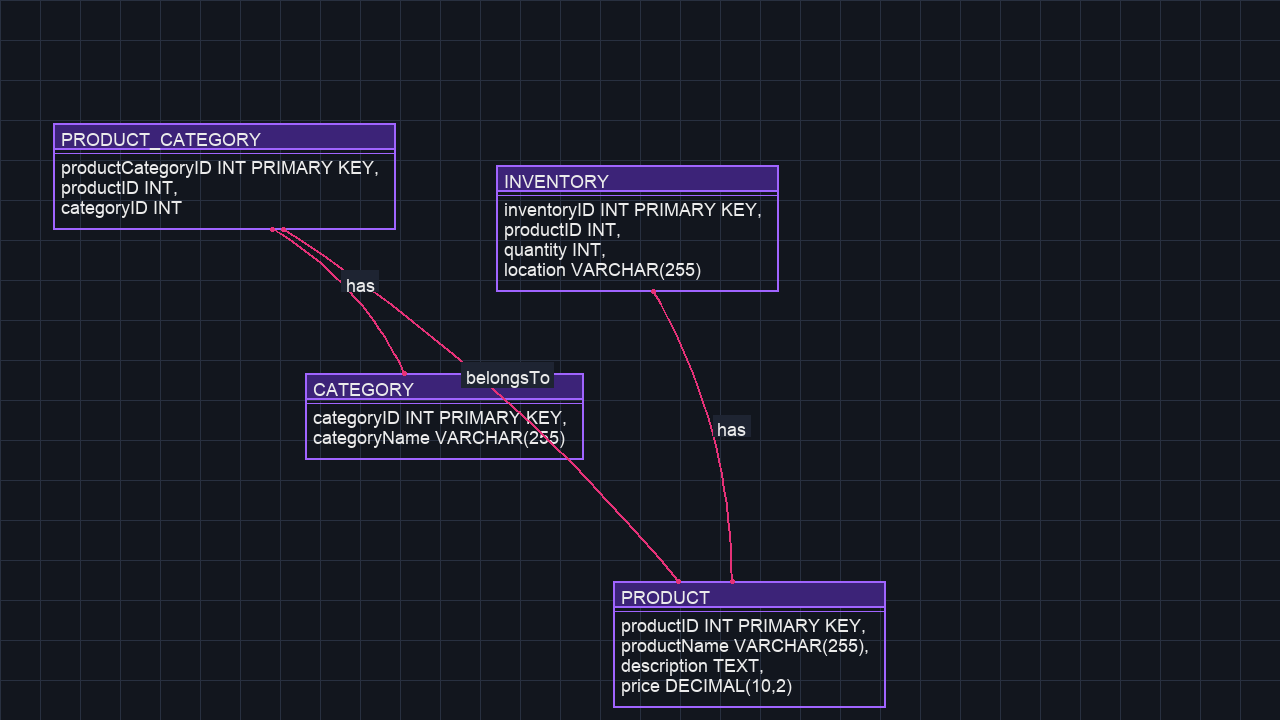 PRODUCT_CATEGORY
productCategoryID INT PRIMARY KEY,
productID INT,
categoryID INT
INVENTORY
inventoryID INT PRIMARY KEY,
productID INT,
quantity INT,
location VARCHAR(255)
has
belongsTo
CATEGORY
categoryID INT PRIMARY KEY,
categoryName VARCHAR(255)
has
PRODUCT
productID INT PRIMARY KEY,
productName VARCHAR(255),
description TEXT,
price DECIMAL(10,2)